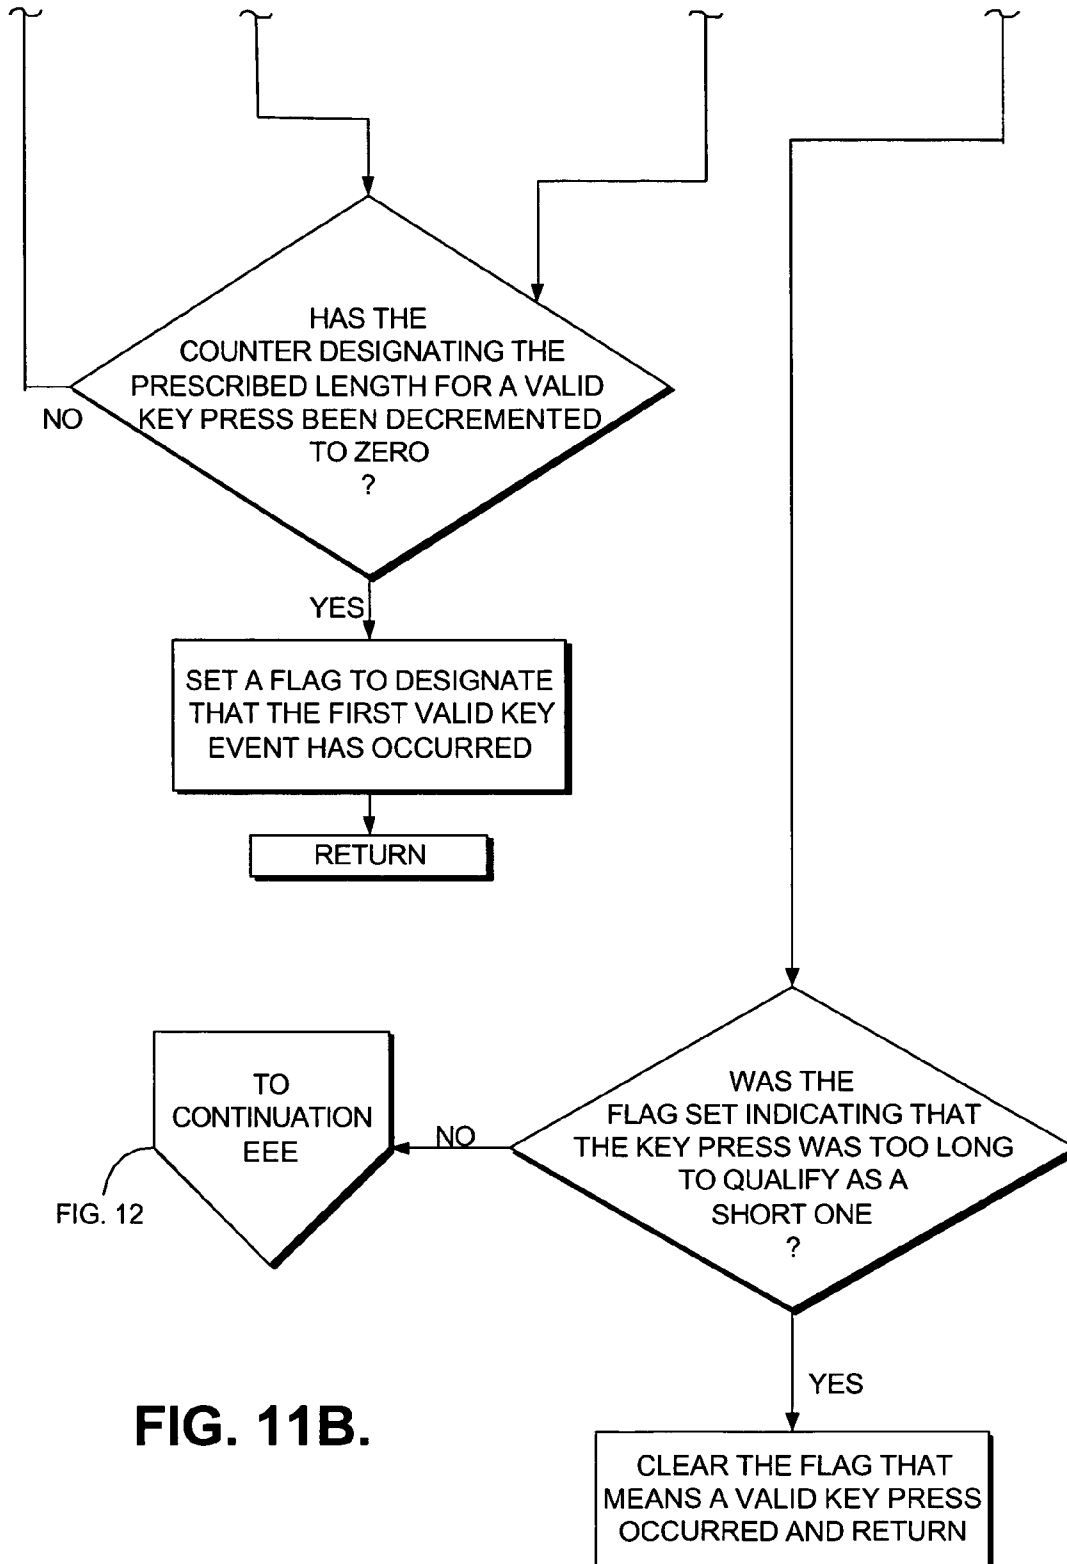 HAS THE
COUNTER DESIGNATING THE
PRESCRIBED LENGTH FOR A VALID
KEY PRESS BEEN DECREMENTED
TO ZERO
?
NO
YES
SET A FLAG TO DESIGNATE
THAT THE FIRST VALID KEY
EVENT HAS OCCURRED
RETURN
TO
CONTINUATION
EEE
FIG. 12
NO
WAS THE
FLAG SET INDICATING THAT
THE KEY PRESS WAS TOO LONG
TO QUALIFY AS A
SHORT ONE
?
YES
CLEAR THE FLAG THAT
MEANS A VALID KEY PRESS
OCCURRED AND RETURN
FIG. 11B.